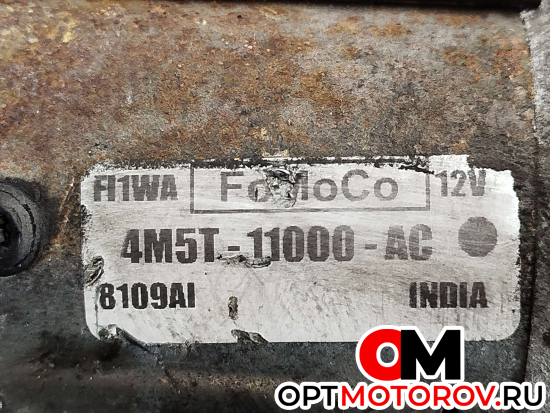 FI1WA FoMoCo 12V
4M5T-11000-AC
8109AI INDIA
OM
OPTMOTOROV.RU